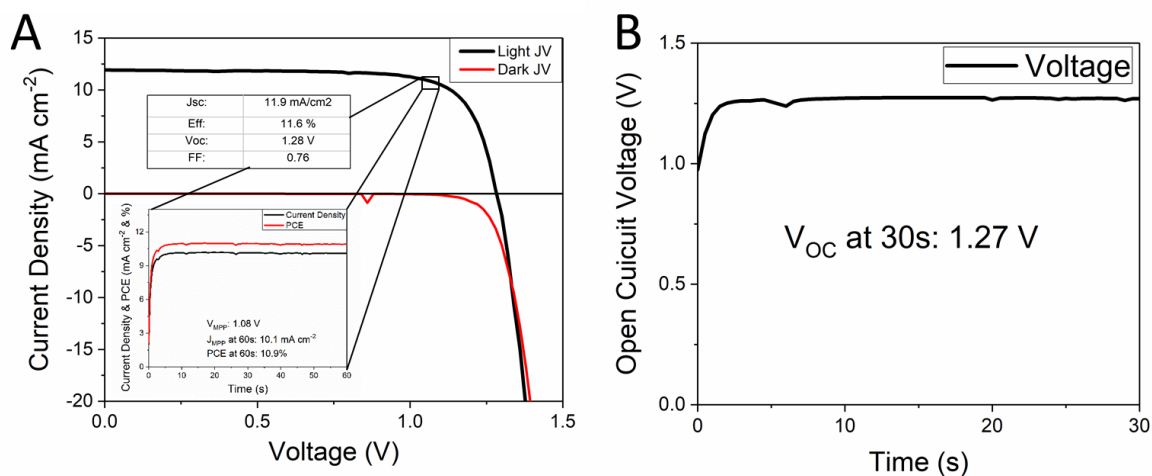 A
Current Density (mA cm-2)
15
10
5
0
-5
-10
-15
-20
Light JV
Dark JV
Jsc: 11.9 mA/cm2
Eff: 11.6 %
Voc: 1.28 V
FF: 0.76
Current Density & PCE (mA cm-2 & %)
12
9
6
3
0
Current Density
PCE
VMPP: 1.08 V
JMPP at 60s: 10.1 mA cm-2
PCE at 60s: 10.9%
0 10 20 30 40 50 60
Time (s)
0.0 0.5 1.0 1.5
Voltage (V)
B
Open Cuicuit Voltage (V)
1.5
1.0
0.5
0.0
Voltage
VOC at 30s: 1.27 V
0 10 20 30
Time (s)